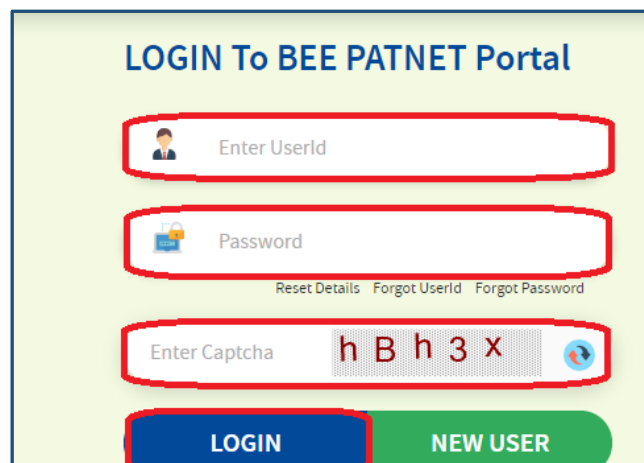 LOGIN To BEE PATNET Portal
Enter UserId
Password
Reset Details Forgot UserId Forgot Password
Enter Captcha h B h 3 x
LOGIN NEW USER